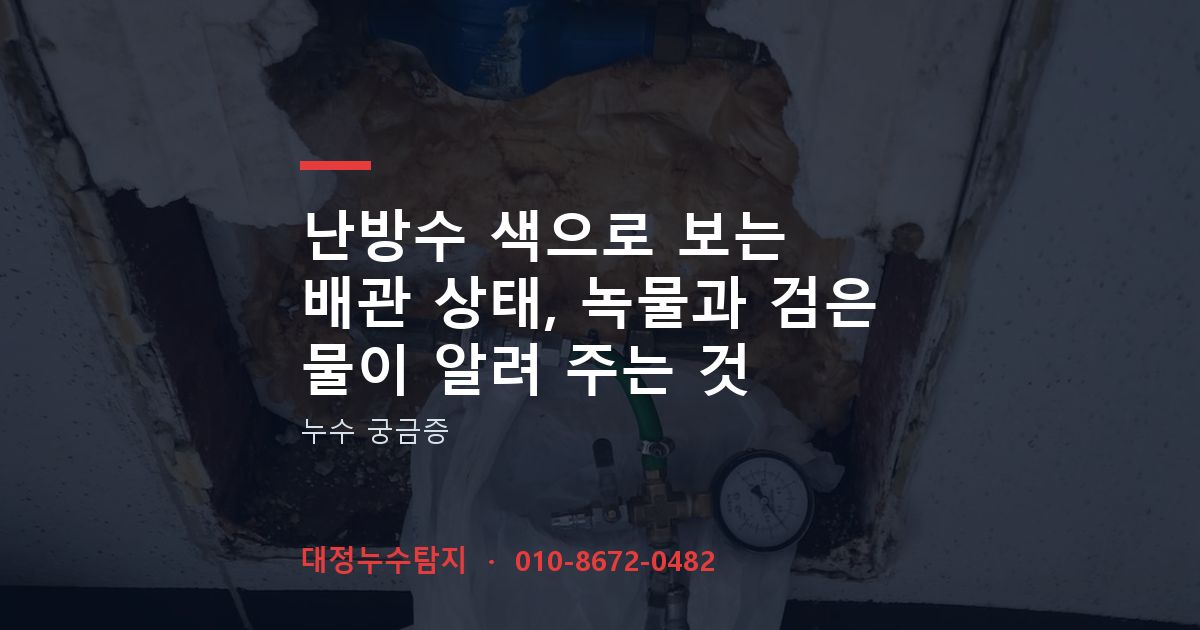 난방수 색으로 보는
배관 상태, 녹물과 검은
물이 알려 주는 것
누수 궁금증
대정누수탐지 · 010-8672-0482